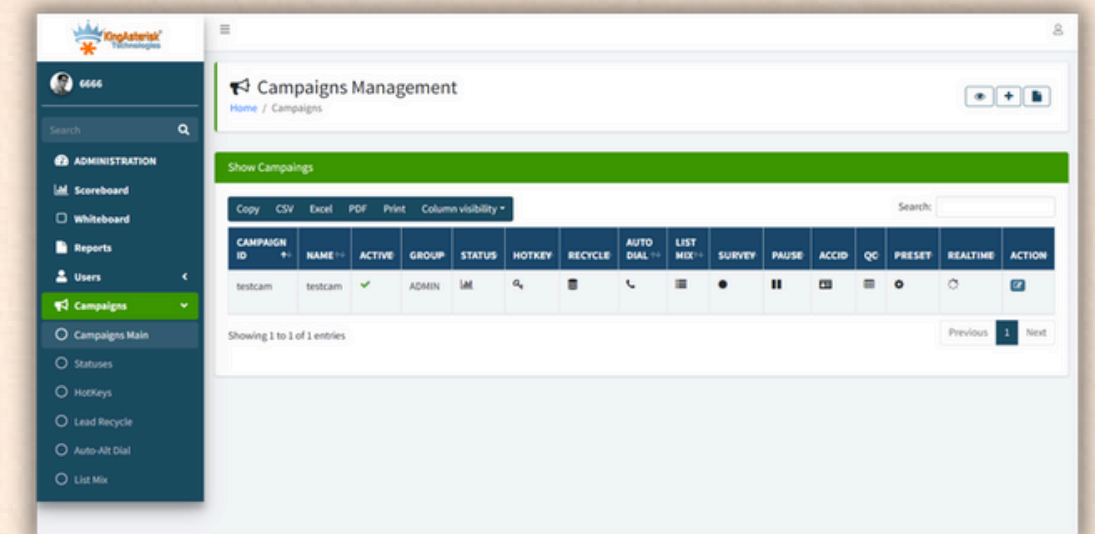 KingAsterisk
Technologies
6666
Search
ADMINISTRATION
Scoreboard
Whiteboard
Reports
Users
Campaigns
Campaigns Main
Statuses
HotKeys
Lead Recycle
Auto-Alt Dial
List Mix
Campaigns Management
Home / Campaigns
Show Campaings
Copy CSV Excel PDF Print Column visibility
Search:
CAMPAIGN ID NAME ACTIVE GROUP STATUS HOTKEY RECYCLE AUTO DIAL LIST MIX SURVEY PAUSE ACCID QC PRESET REALTIME ACTION
testcam testcam ADMIN
Showing 1 to 1 of 1 entries
Previous 1 Next